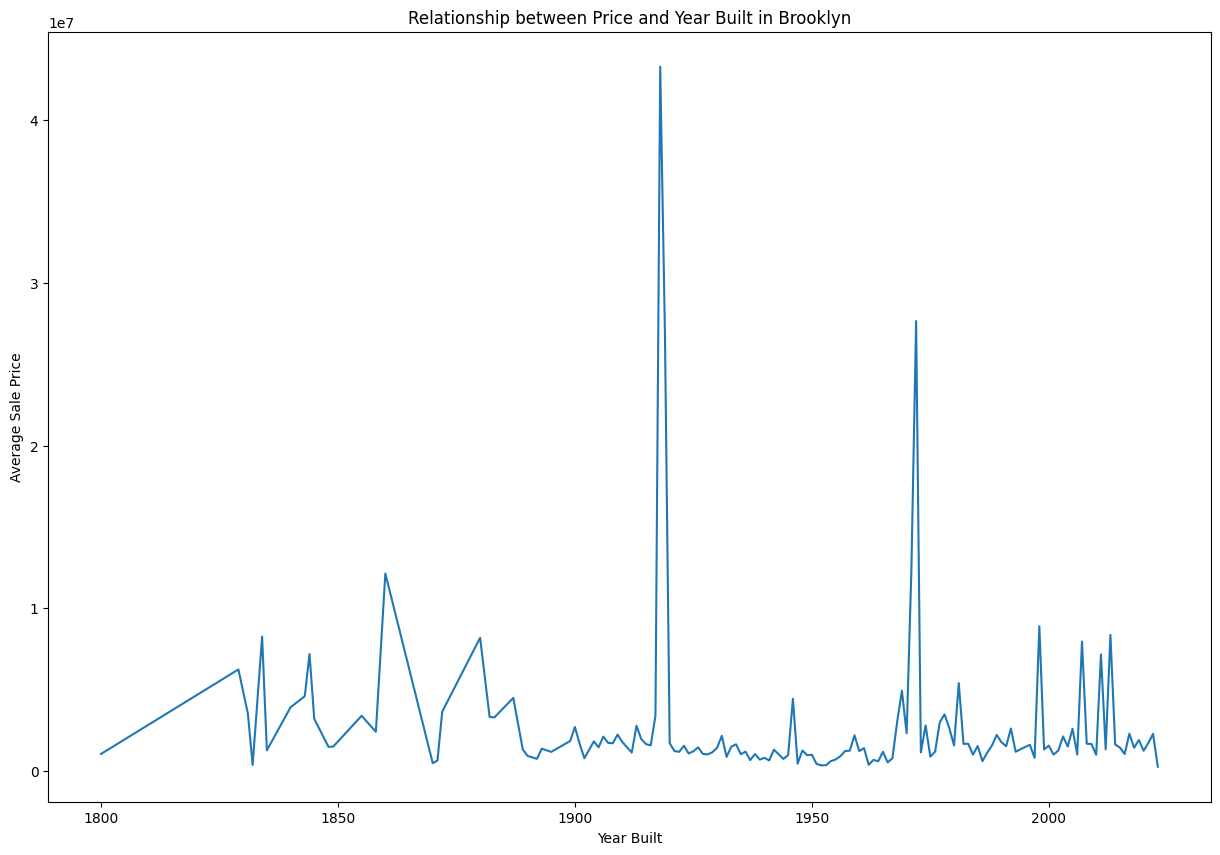 Relationship between Price and Year Built in Brooklyn
1e7
4
3
2
1
0
Average Sale Price
1800
1850
1900
1950
2000
Year Built